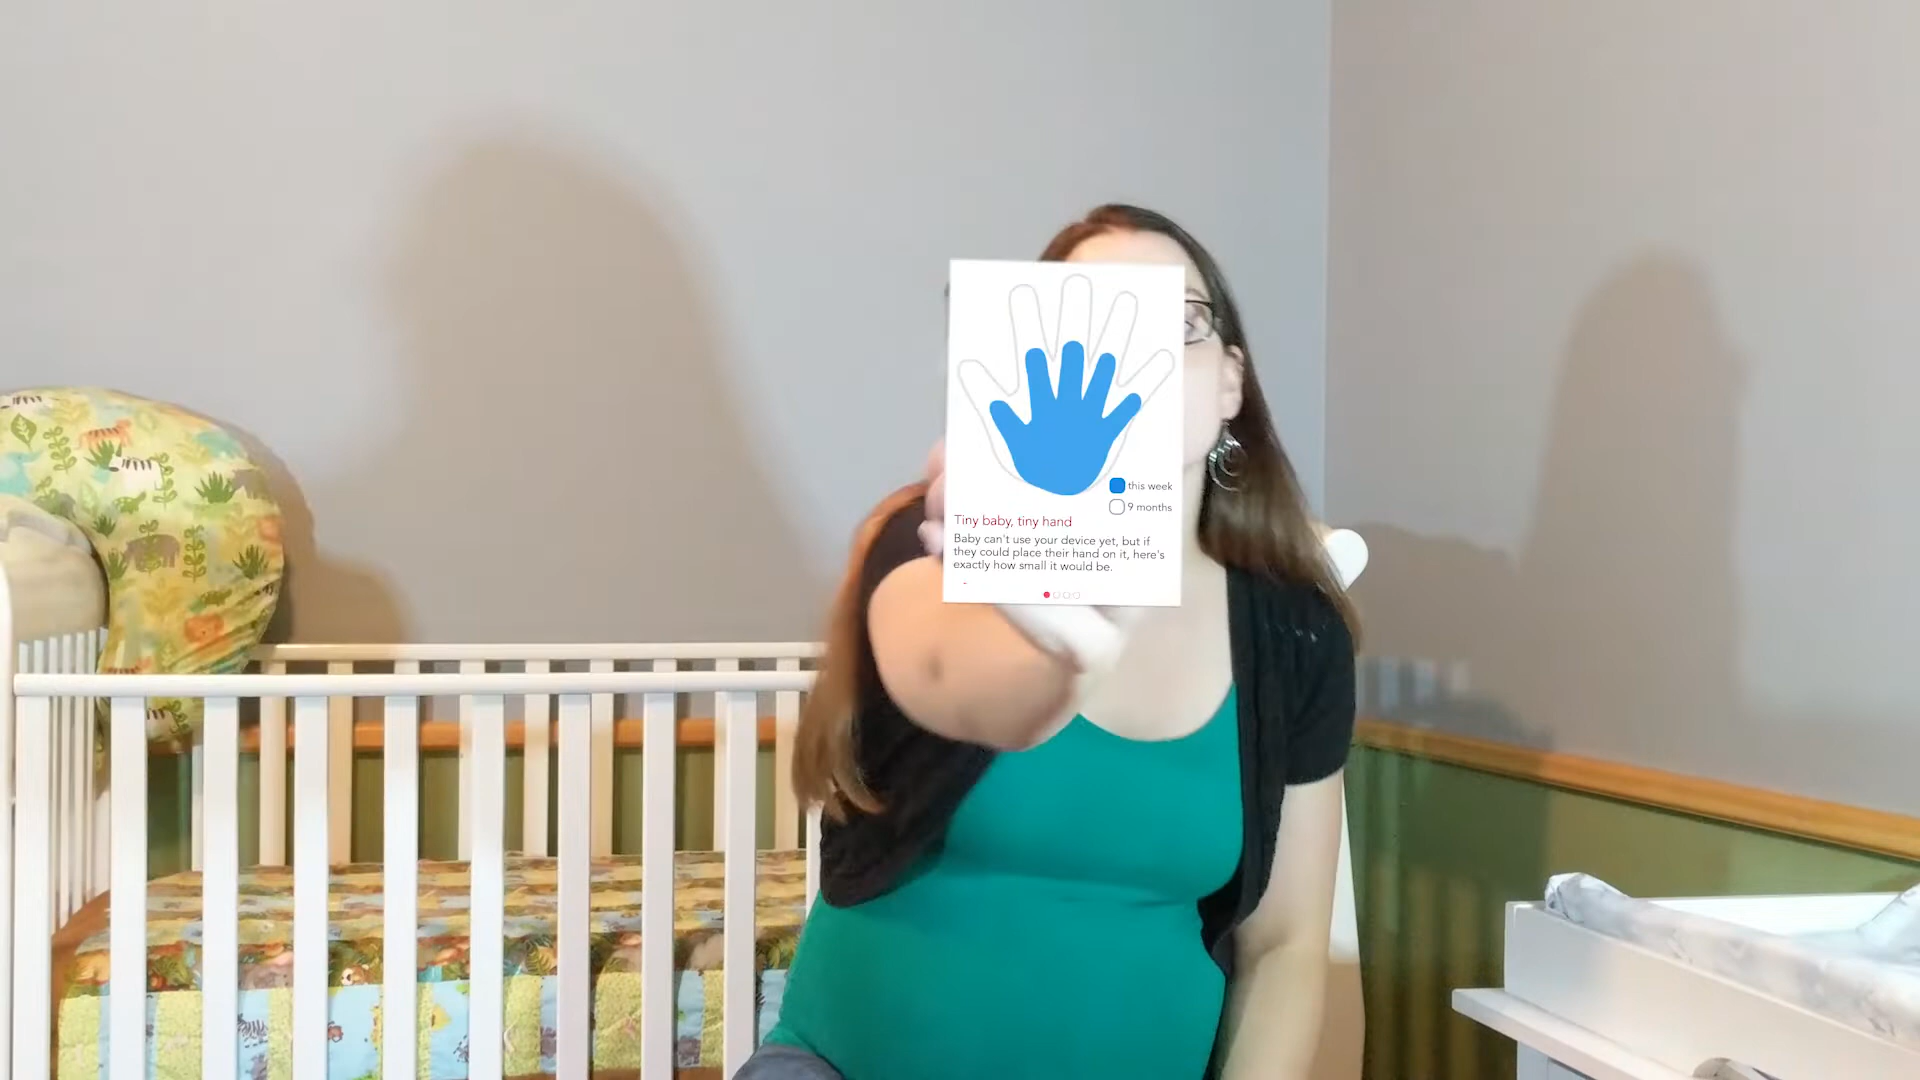 this week
9 months
Tiny baby, tiny hand
Baby can't use your device yet, but if
they could place their hand on it, here's
exactly how small it would be.